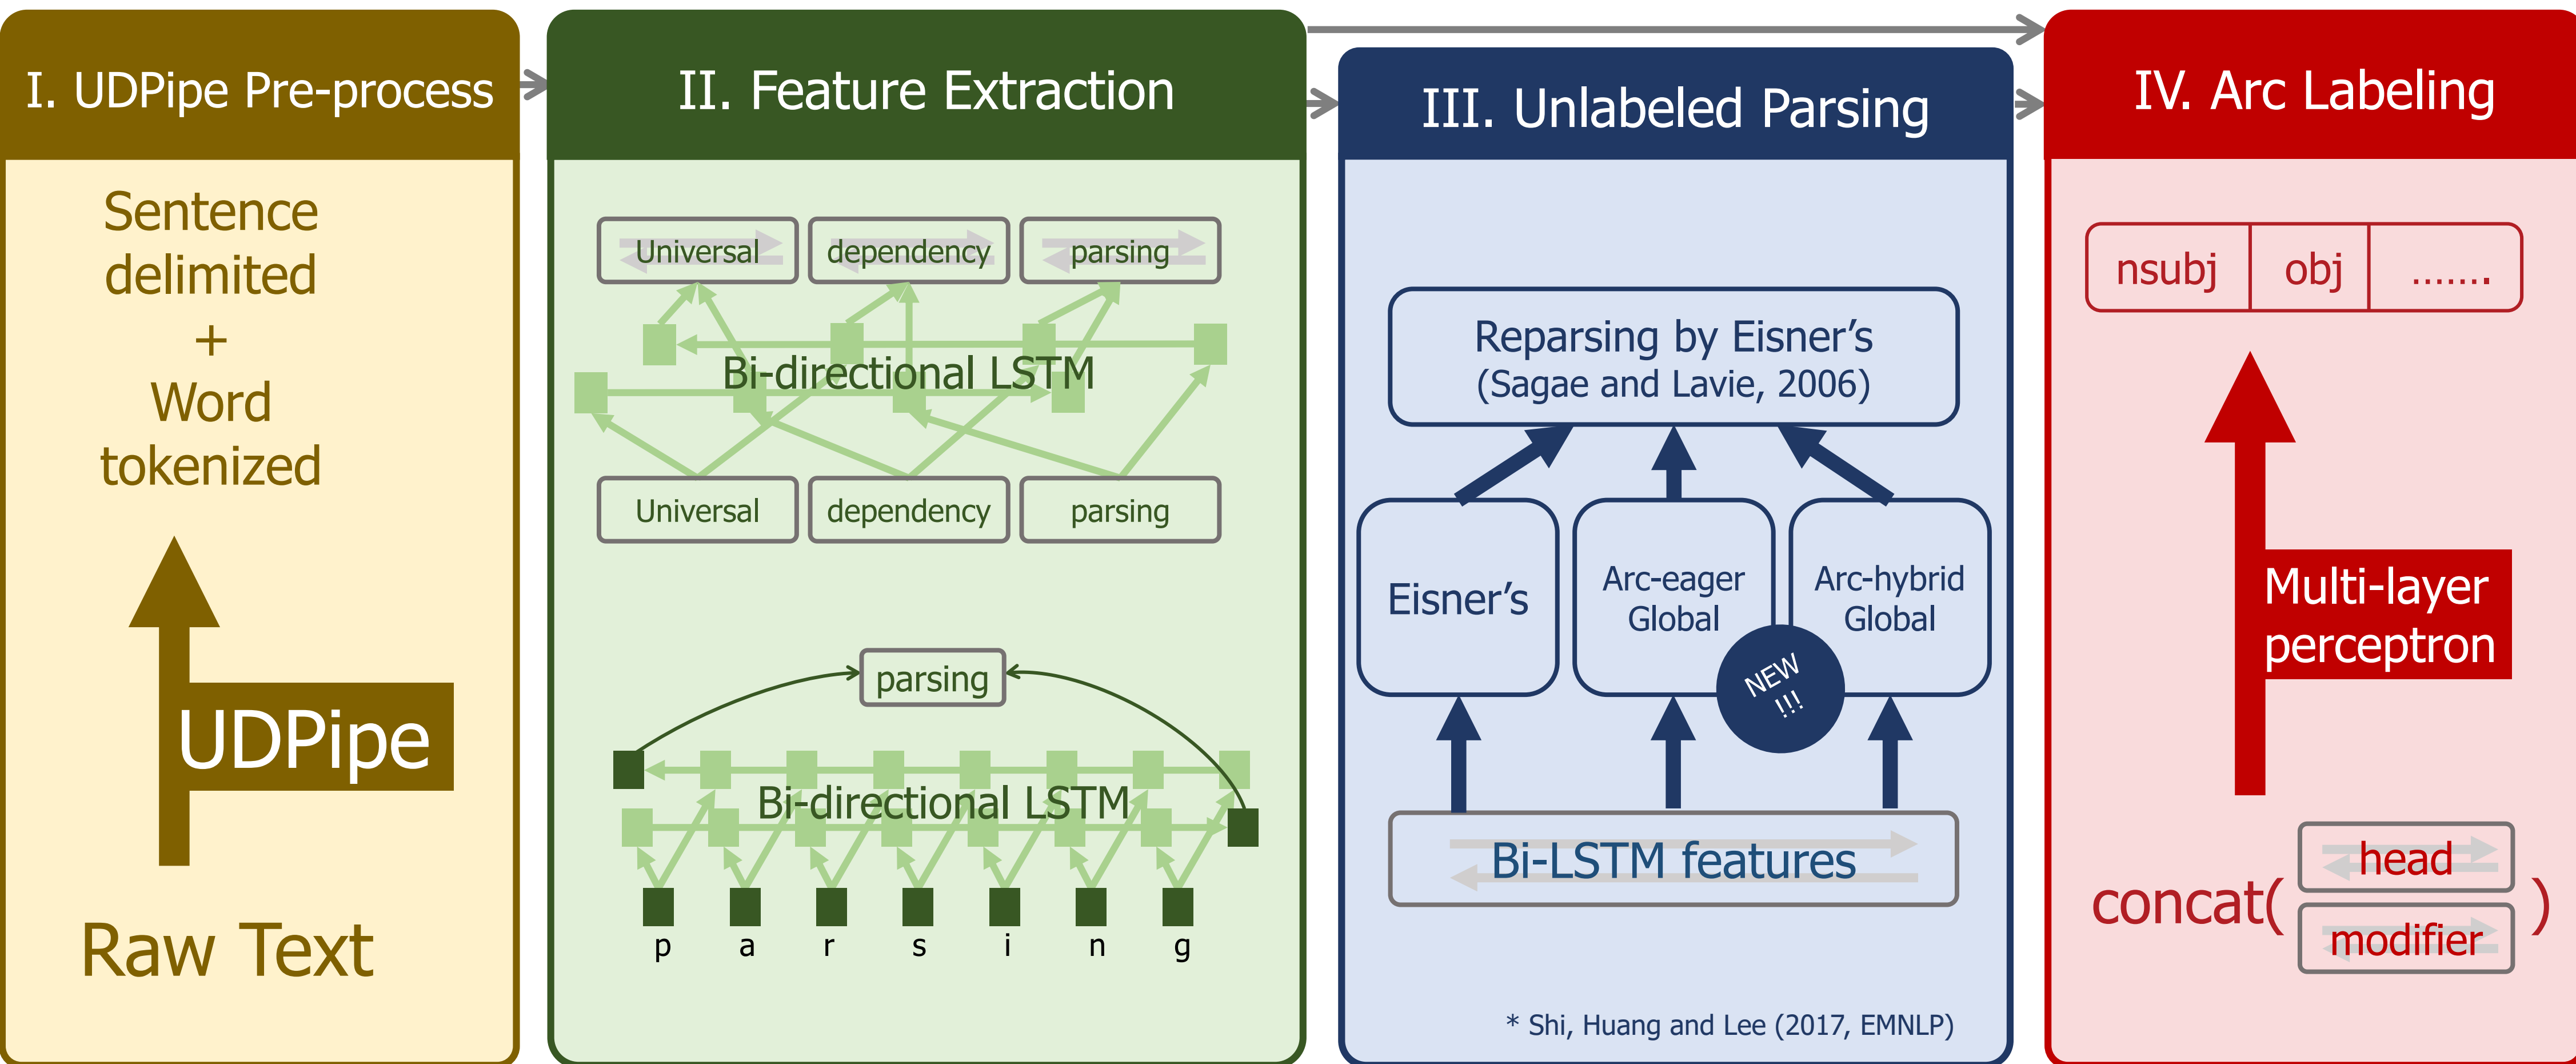 I. UDPipe Pre-process
Sentence
delimited
+
Word
tokenized
UDPipe
Raw Text
II. Feature Extraction
Universal dependency parsing
Bi-directional LSTM
Universal dependency parsing
parsing
Bi-directional LSTM
p a r s i n g
III. Unlabeled Parsing
Reparsing by Eisner’s
(Sagae and Lavie, 2006)
Eisner’s
Arc-eager
Global
Arc-hybrid
Global
NEW
!!!
Bi-LSTM features
* Shi, Huang and Lee (2017, EMNLP)
IV. Arc Labeling
nsubj obj .......
Multi-layer
perceptron
concat(
head
modifier
)